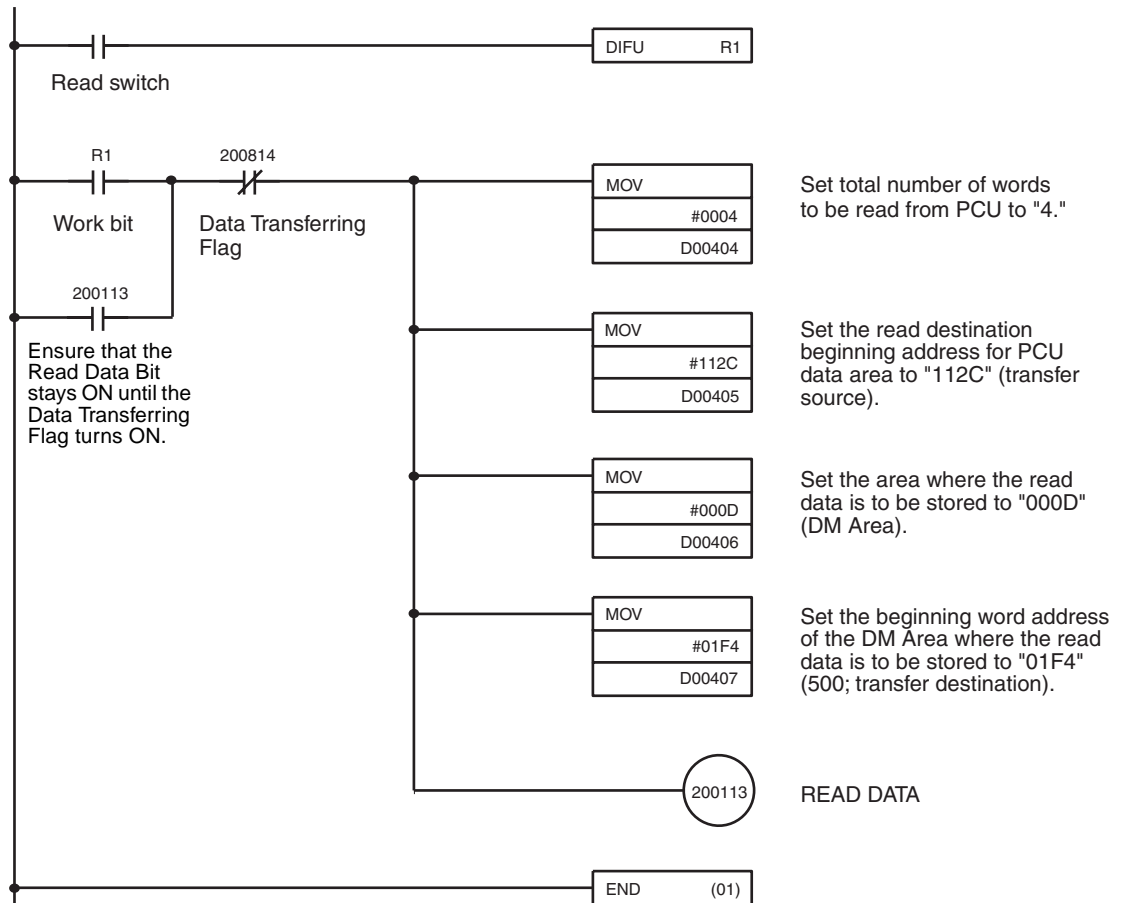 DIFU R1
Read switch
R1
200814
Work bit
Data Transferring
Flag
MOV
#0004
D00404
Set total number of words
to be read from PCU to "4."
200113
Ensure that the
Read Data Bit
stays ON until the
Data Transferring
Flag turns ON.
MOV
#112C
D00405
Set the read destination
beginning address for PCU
data area to "112C" (transfer
source).
MOV
#000D
D00406
Set the area where the read
data is to be stored to "000D"
(DM Area).
MOV
#01F4
D00407
Set the beginning word address
of the DM Area where the read
data is to be stored to "01F4"
(500; transfer destination).
200113
READ DATA
END (01)